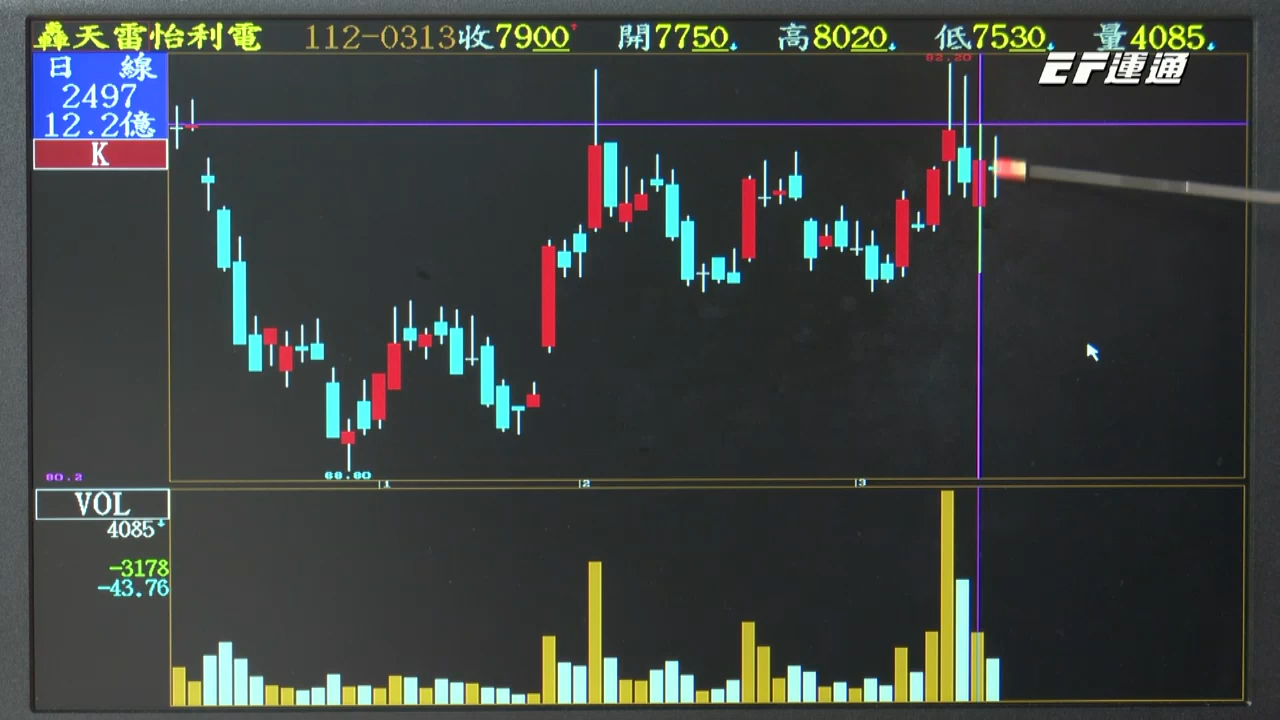 轟天雷怡利電 112-0313收7900 開7750 高8020 低7530 量4085
EF運通
日 線
2497
12.2億
K
82.20
80.2
68.80
1 2 3
VOL
4085
-3178
-43.76